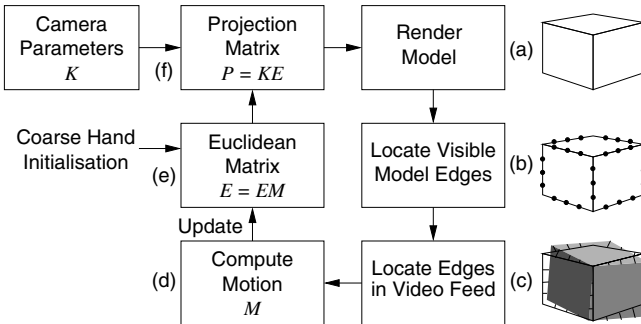 Camera
Parameters
K
(f)
Projection
Matrix
P = KE
Render
Model
(a)
Coarse Hand
Initialisation
(e)
Euclidean
Matrix
E = EM
Locate Visible
Model Edges
(b)
Update
(d)
Compute
Motion
M
Locate Edges
in Video Feed
(c)